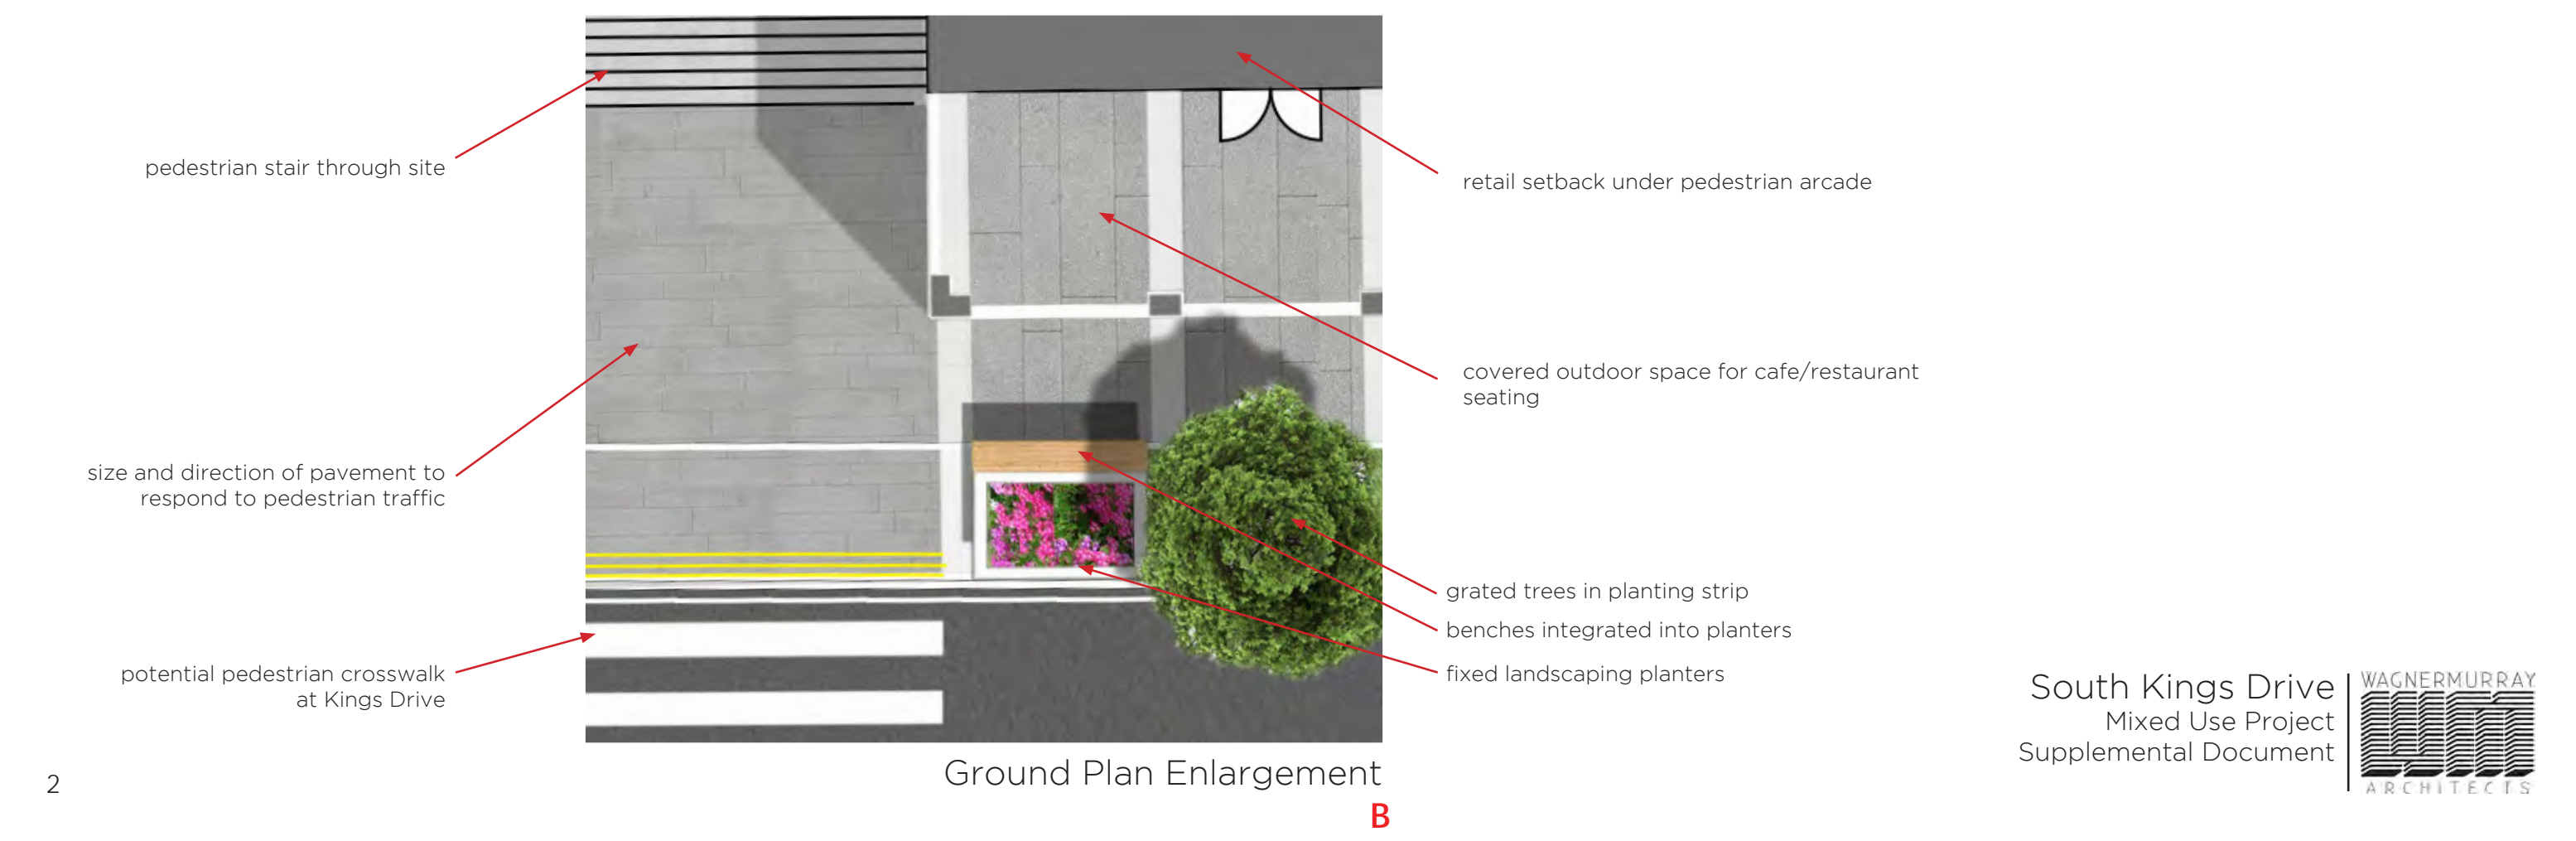 pedestrian stair through site
size and direction of pavement to
respond to pedestrian traffic
potential pedestrian crosswalk
at Kings Drive
retail setback under pedestrian arcade
covered outdoor space for cafe/restaurant
seating
grated trees in planting strip
benches integrated into planters
fixed landscaping planters
Ground Plan Enlargement
B
2
South Kings Drive
Mixed Use Project
Supplemental Document
WAGNERMURRAY
ARCHITECTS